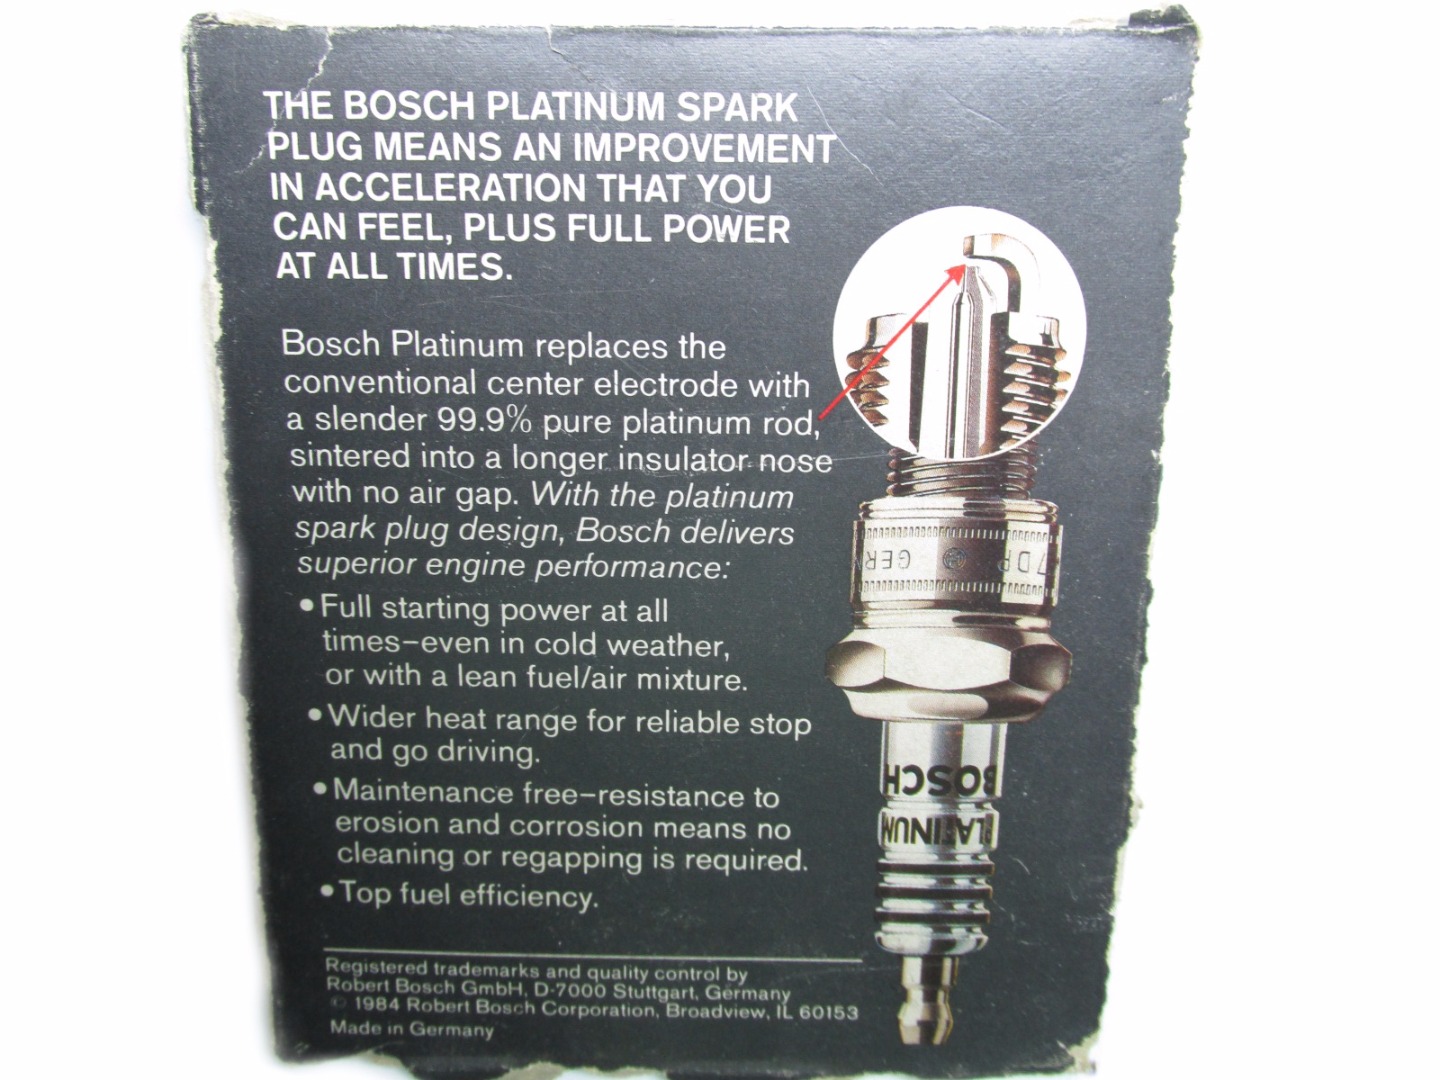 THE BOSCH PLATINUM SPARK
PLUG MEANS AN IMPROVEMENT
IN ACCELERATION THAT YOU
CAN FEEL, PLUS FULL POWER
AT ALL TIMES.
Bosch Platinum replaces the
conventional center electrode with
a slender 99.9% pure platinum rod,
sintered into a longer insulator nose
with no air gap. With the platinum
spark plug design, Bosch delivers
superior engine performance:
•Full starting power at all
times–even in cold weather,
or with a lean fuel/air mixture.
•Wider heat range for reliable stop
and go driving.
•Maintenance free–resistance to
erosion and corrosion means no
cleaning or regapping is required.
•Top fuel efficiency.
Registered trademarks and quality control by
Robert Bosch GmbH, D-7000 Stuttgart, Germany
© 1984 Robert Bosch Corporation, Broadview, IL 60153
Made in Germany
7DP GERM
BOSCH
PLATINUM